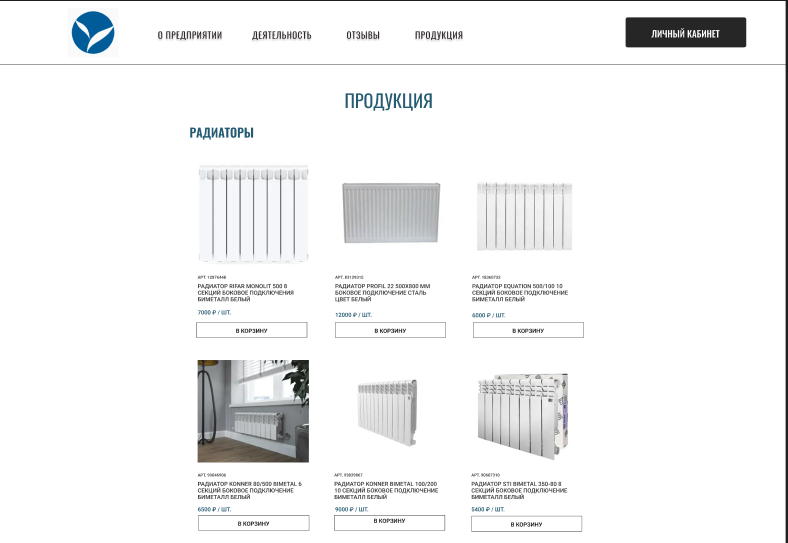 О ПРЕДПРИЯТИИ ДЕЯТЕЛЬНОСТЬ ОТЗЫВЫ ПРОДУКЦИЯ ЛИЧНЫЙ КАБИНЕТ
ПРОДУКЦИЯ
РАДИАТОРЫ
АРТ. 12976448
РАДИАТОР RIFAR MONOLIT 500 8
СЕКЦИЙ БОКОВОЕ ПОДКЛЮЧЕНИЯ
БИМЕТАЛЛ БЕЛЫЙ
7000 ₽ / ШТ.
В КОРЗИНУ
АРТ. 83129312
РАДИАТОР PROFIL 22 500X800 ММ
БОКОВОЕ ПОДКЛЮЧЕНИЕ СТАЛЬ
ЦВЕТ БЕЛЫЙ
12000 ₽ / ШТ.
В КОРЗИНУ
АРТ. 18360733
РАДИАТОР EQUATION 500/100 10
СЕКЦИЙ БОКОВОЕ ПОДКЛЮЧЕНИЕ
БИМЕТАЛЛ БЕЛЫЙ
6000 ₽ / ШТ.
В КОРЗИНУ
АРТ. 90046906
РАДИАТОР KONNER 80/500 BIMETAL 6
СЕКЦИЙ БОКОВОЕ ПОДКЛЮЧЕНИЕ
БИМЕТАЛЛ БЕЛЫЙ
6500 ₽ / ШТ.
В КОРЗИНУ
АРТ. 93839867
РАДИАТОР KONNER BIMETAL 100/200
10 СЕКЦИЙ БОКОВОЕ ПОДКЛЮЧЕНИЕ
БИМЕТАЛЛ БЕЛЫЙ
9000 ₽ / ШТ.
В КОРЗИНУ
АРТ. 90667310
РАДИАТОР STI BIMETAL 350-80 8
СЕКЦИЙ БОКОВОЕ ПОДКЛЮЧЕНИЕ
БИМЕТАЛЛ БЕЛЫЙ
5400 ₽ / ШТ.
В КОРЗИНУ